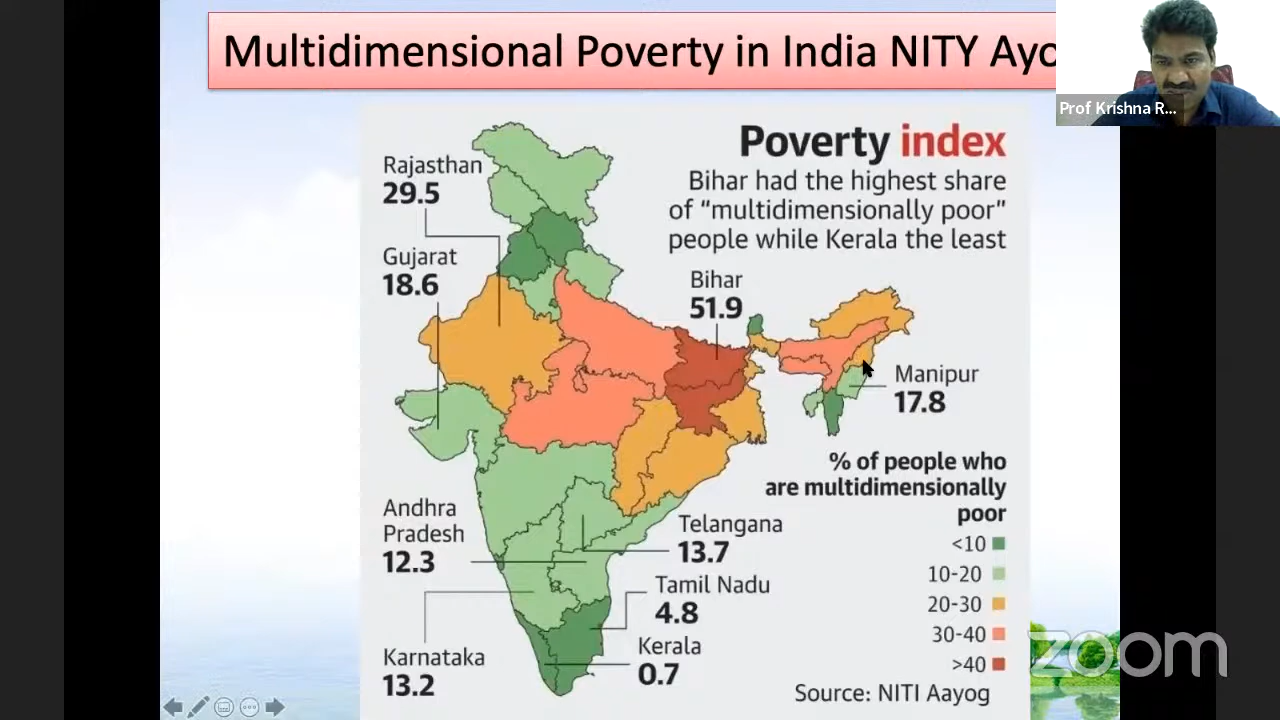 Multidimensional Poverty in India NITY Ayo
Prof Krishna R...
Poverty index
Bihar had the highest share
of “multidimensionally poor”
people while Kerala the least
Rajasthan
29.5
Gujarat
18.6
Bihar
51.9
Manipur
17.8
% of people who
are multidimensionally
poor
<10
10-20
20-30
30-40
>40
Andhra
Pradesh
12.3
Telangana
13.7
Tamil Nadu
4.8
Kerala
0.7
Karnataka
13.2
Source: NITI Aayog
zoom